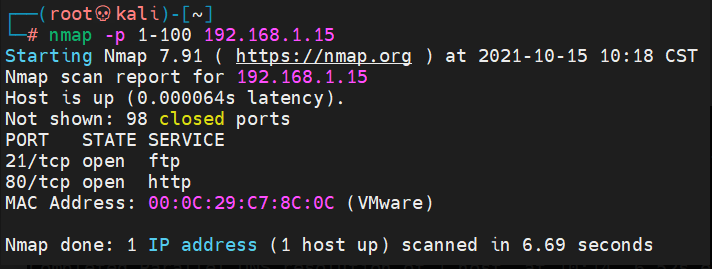 ┌──(root💀kali)-[~]
└─# nmap -p 1-100 192.168.1.15
Starting Nmap 7.91 ( https://nmap.org ) at 2021-10-15 10:18 CST
Nmap scan report for 192.168.1.15
Host is up (0.000064s latency).
Not shown: 98 closed ports
PORT   STATE SERVICE
21/tcp open  ftp
80/tcp open  http
MAC Address: 00:0C:29:C7:8C:0C (VMware)

Nmap done: 1 IP address (1 host up) scanned in 6.69 seconds